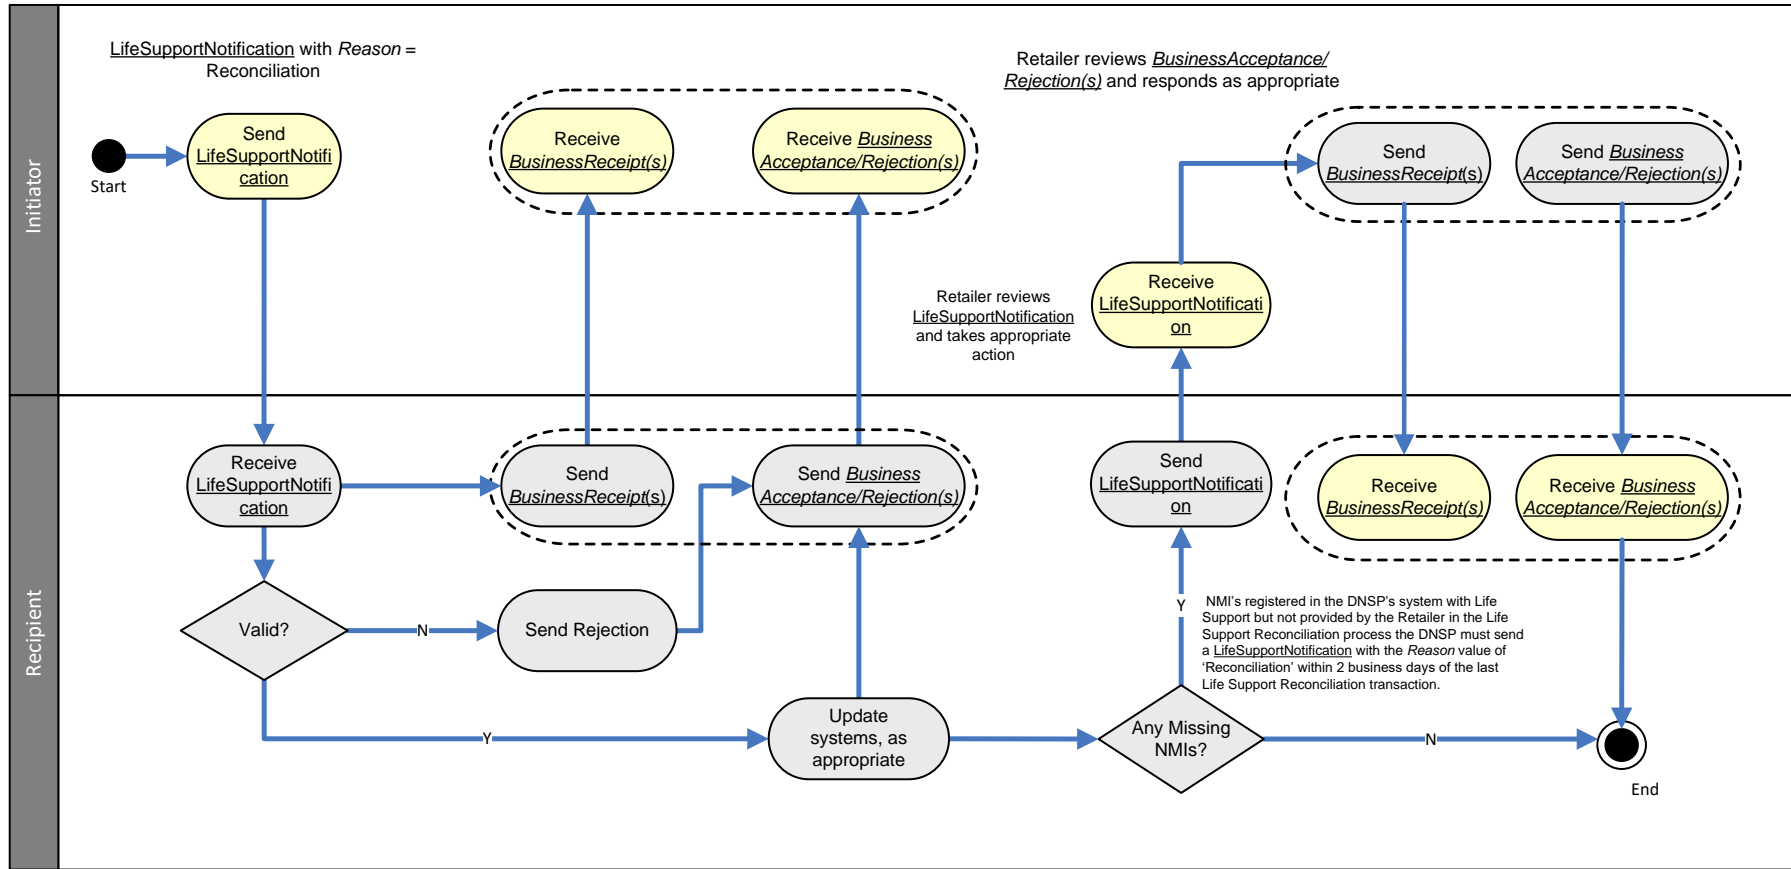 Initiator
LifeSupportNotification with Reason =
Reconciliation
Start
Send
LifeSupportNotifi
cation
Receive
BusinessReceipt(s)
Receive Business
Acceptance/Rejection(s)
Retailer reviews BusinessAcceptance/
Rejection(s) and responds as appropriate
Send
BusinessReceipt(s)
Send Business
Acceptance/Rejection(s)
Retailer reviews
LifeSupportNotification
and takes appropriate
action
Receive
LifeSupportNotificati
on
Recipient
Receive
LifeSupportNotifi
cation
Send
BusinessReceipt(s)
Send Business
Acceptance/Rejection(s)
Send
LifeSupportNotificati
on
Receive
BusinessReceipt(s)
Receive Business
Acceptance/Rejection(s)
Valid?
N
Send Rejection
Y
NMI's registered in the DNSP's system with Life
Support but not provided by the Retailer in the Life
Support Reconciliation process the DNSP must send
a LifeSupportNotification with the Reason value of
‘Reconciliation’ within 2 business days of the last
Life Support Reconciliation transaction.
Y
Update
systems, as
appropriate
Any Missing
NMIs?
N
End